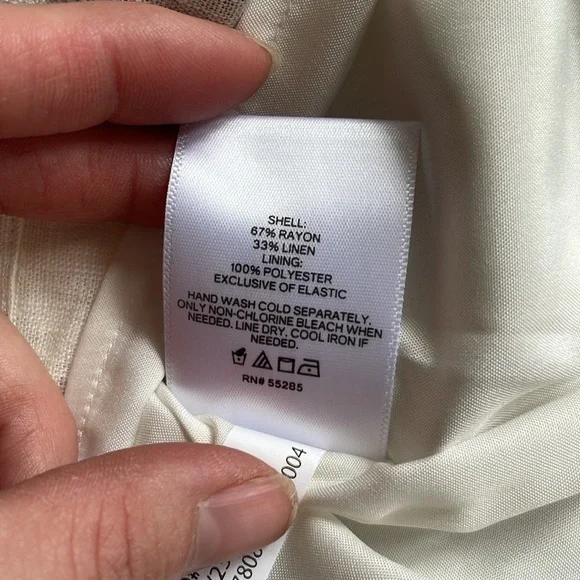 SHELL:
67% RAYON
33% LINEN
LINING:
100% POLYESTER
EXCLUSIVE OF ELASTIC
HAND WASH COLD SEPARATELY.
ONLY NON-CHLORINE BLEACH WHEN
NEEDED. LINE DRY. COOL IRON IF
NEEDED.
RN# 55285
004